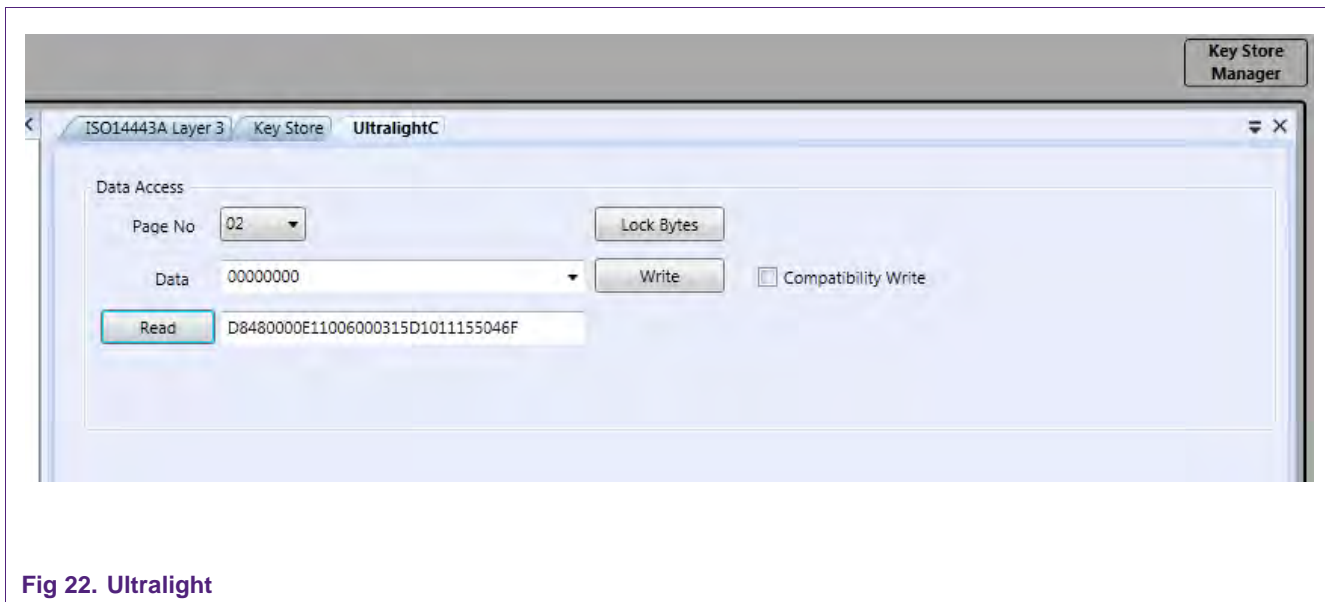 Key Store
Manager
ISO14443A Layer 3 Key Store UltralightC
Data Access
Page No 02 Lock Bytes
Data 00000000 Write Compatibility Write
Read D8480000E11006000315D1011155046F
Fig 22. Ultralight